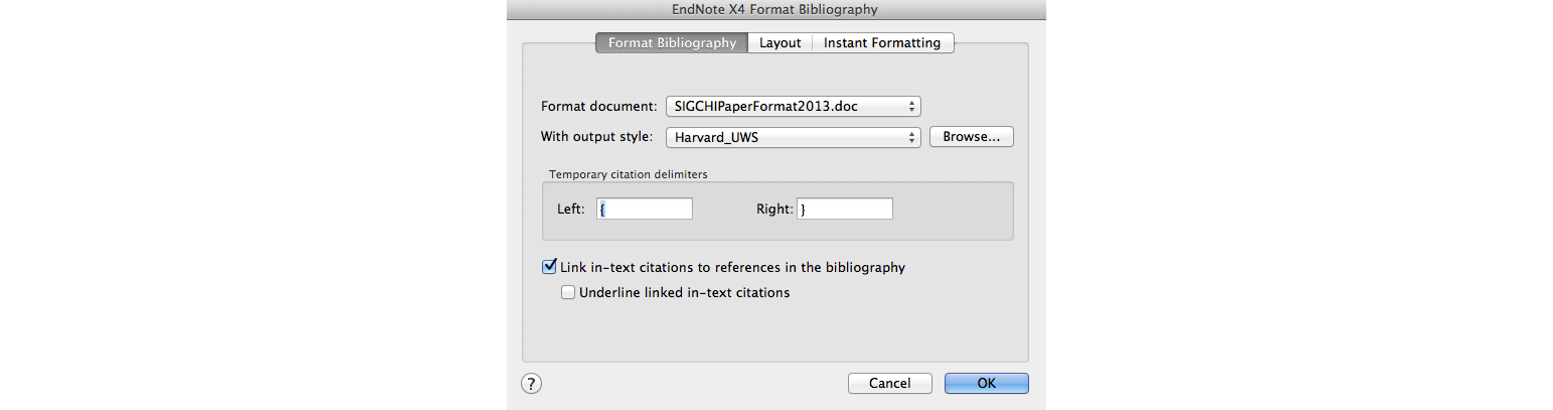 EndNote X4 Format Bibliography
Format Bibliography Layout Instant Formatting
Format document: SIGCHIPaperFormat2013.doc
With output style: Harvard_UWS Browse...
Temporary citation delimiters
Left: { Right: }
Link in-text citations to references in the bibliography
Underline linked in-text citations
? Cancel OK